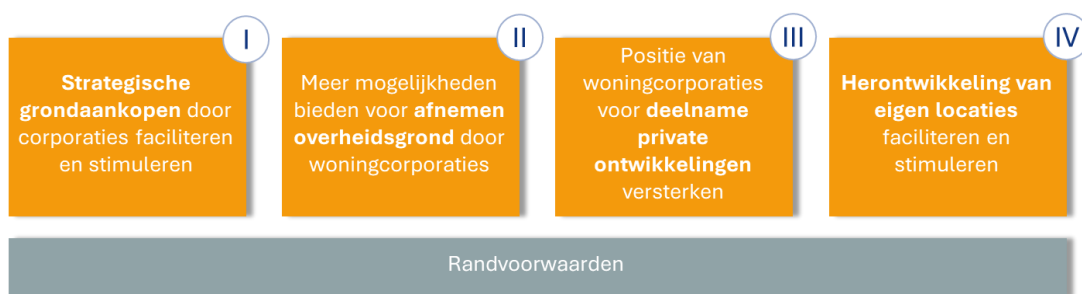 I
Strategische
grondaankopen door
corporaties faciliteren
en stimuleren
II
Meer mogelijkheden
bieden voor afnemen
overheidsgrond door
woningcorporaties
III
Positie van
woningcorporaties
voor deelname
private
ontwikkelingen
versterken
IV
Herontwikkeling van
eigen locaties
faciliteren en
stimuleren
Randvoorwaarden